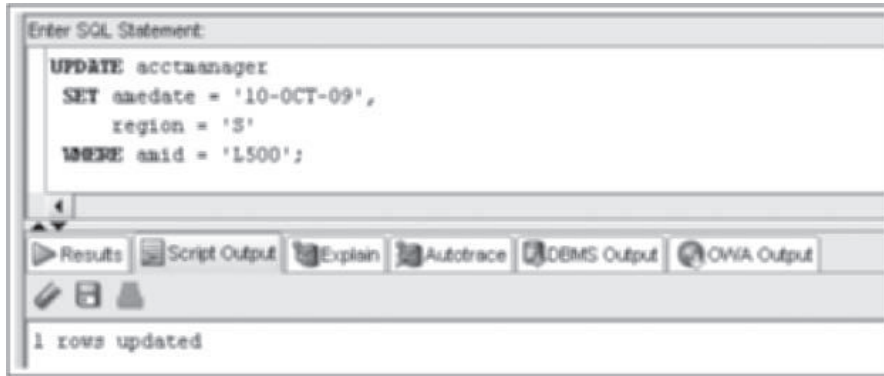 Enter SQL Statement:
UPDATE acctmanager
SET amedate = '10-OCT-09',
region = 'S'
WHERE amid = 'L500';
Results Script Output Explain Autotrace DBMS Output OWA Output
1 rows updated